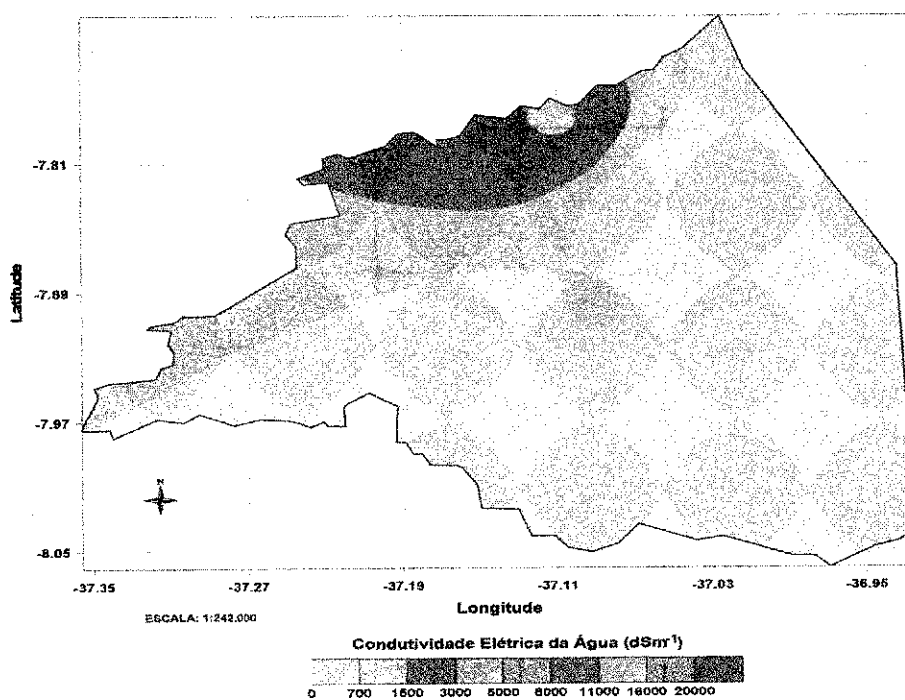 -7.81
-7.89
-7.97
-8.05
Latitude
N
-37.35 -37.27 -37.19 -37.11 -37.03 -36.95
Longitude
ESCALA: 1:242.000
Condutividade Elétrica da Água (dSm⁻¹)
0 700 1500 3000 5000 8000 11000 16000 20000